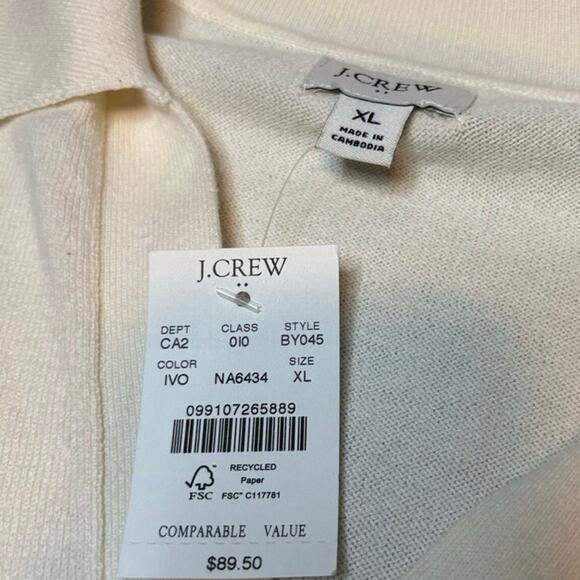 J.CREW
XL
MADE IN
CAMBODIA
J.CREW
DEPT CLASS STYLE
CA2 010 BY045
COLOR SIZE
IVO NA6434 XL
099107265889
RECYCLED
Paper
FSC FSC™ C117781
COMPARABLE VALUE
$89.50